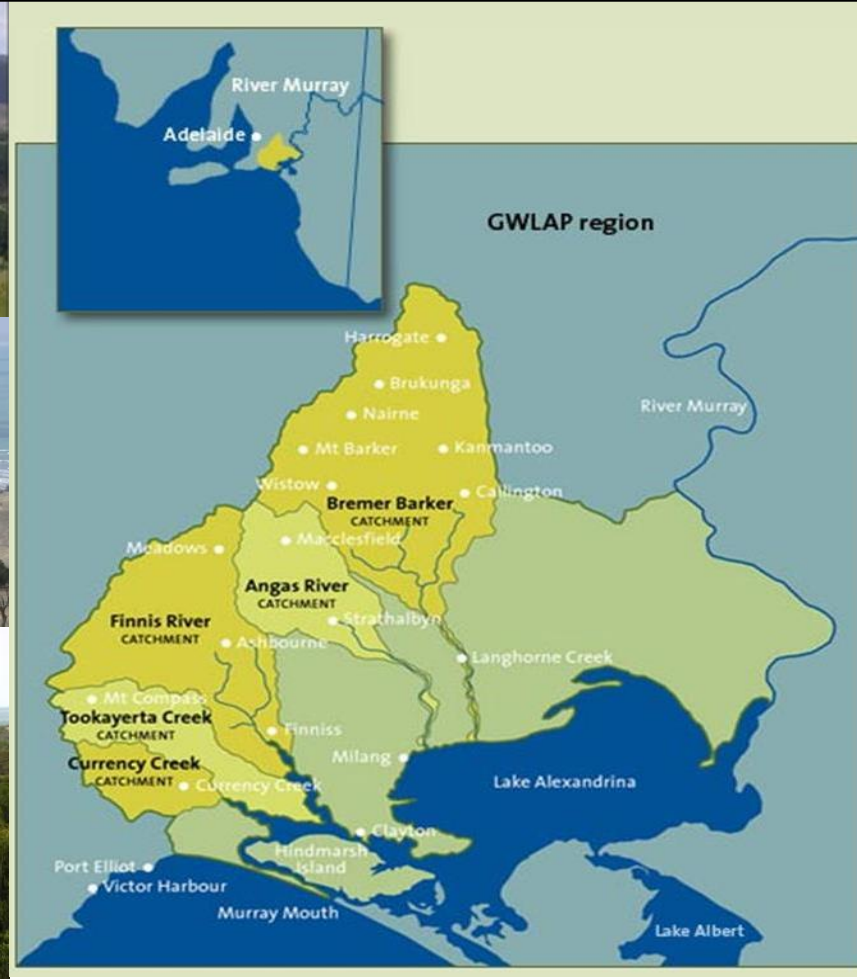 River Murray
Adelaide
GWLAP region
Harrogate
Brukunga
River Murray
Nairne
Mt Barker
Kanmantoo
Wistow
Callington
Bremer Barker
CATCHMENT
Macclesfield
Meadows
Angas River
CATCHMENT
Strathalbyn
Finnis River
CATCHMENT
Ashbourne
Langhorne Creek
Mt Compass
Tookayerta Creek
CATCHMENT
Finniss
Milang
Currency Creek
CATCHMENT
Currency Creek
Lake Alexandrina
Clayton
Hindmarsh
Island
Port Elliot
Victor Harbour
Murray Mouth
Lake Albert